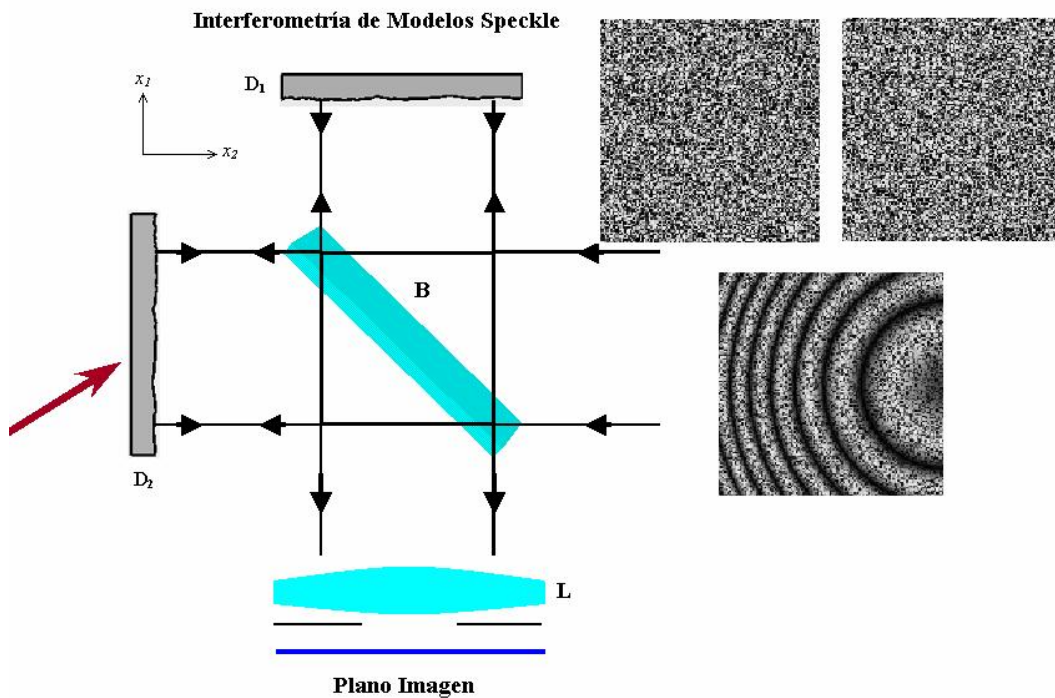 Interferometría de Modelos Speckle
D₁
x₁
x₂
B
D₂
L
Plano Imagen